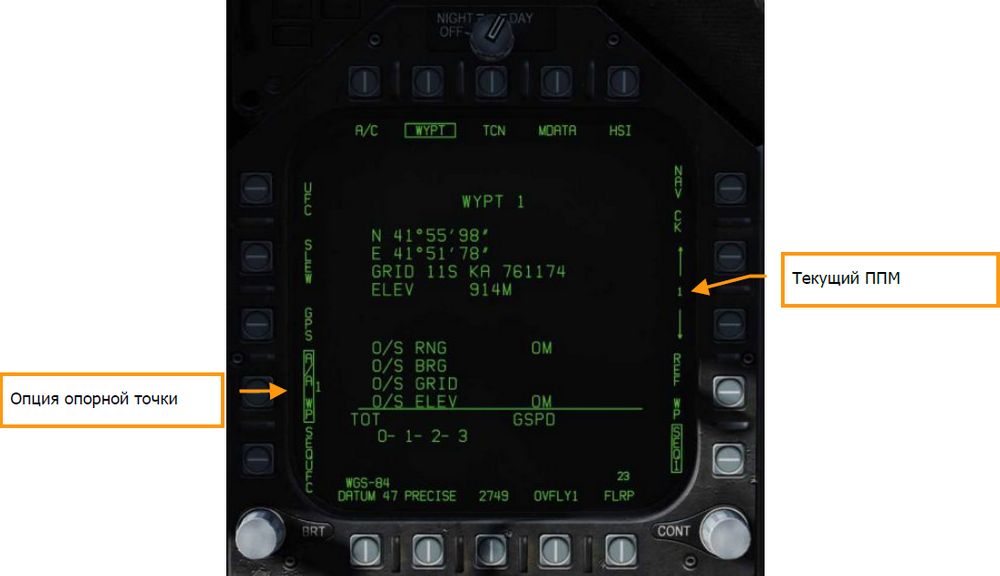 NIGHT DAY
OFF
A/C WYPT TCN MDATA HSI
UFC
SLEW
GPS
A/A WP 1
SEQUFC
WYPT 1
N 41°55'98"
E 41°51'78"
GRID 11S KA 761174
ELEV 914M
O/S RNG 0M
O/S BRG
O/S GRID
O/S ELEV 0M
TOT GSPD
0- 1- 2- 3
NAV CK
1
REF WP
SEQ1
WGS-84 23
DATUM 47 PRECISE 2749 OVFLY1 FLRP
BRT CONT
Текущий ППМ
Опция опорной точки